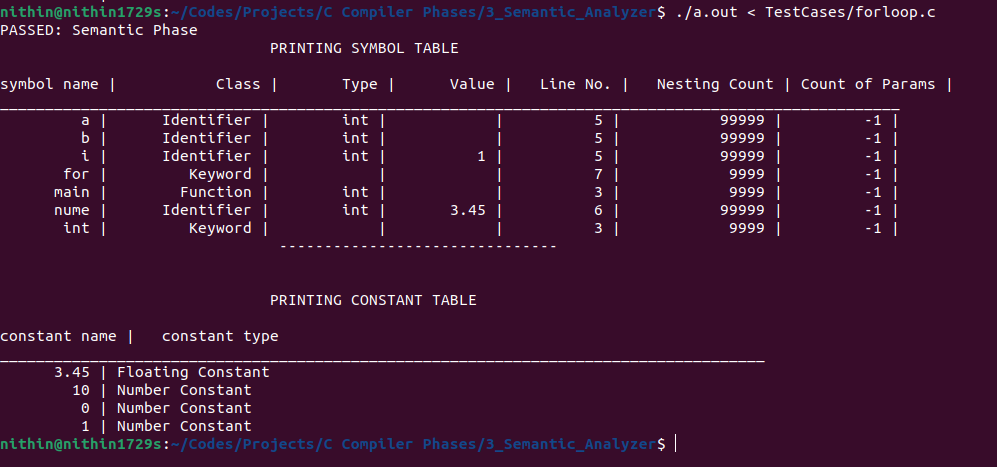 nithin@nithin1729s:~/Codes/Projects/C Compiler Phases/3_Semantic_Analyzer$ ./a.out < TestCases/forloop.c
PASSED: Semantic Phase
PRINTING SYMBOL TABLE
symbol name | Class | Type | Value | Line No. | Nesting Count | Count of Params |
____________________________________________________________________________________________________
a | Identifier | int | | 5 | 99999 | -1 |
b | Identifier | int | | 5 | 99999 | -1 |
i | Identifier | int | 1 | 5 | 99999 | -1 |
for | Keyword | | | 7 | 9999 | -1 |
main | Function | int | | 3 | 9999 | -1 |
nume | Identifier | int | 3.45 | 6 | 99999 | -1 |
int | Keyword | | | 3 | 9999 | -1 |
-------------------------------
PRINTING CONSTANT TABLE
constant name | constant type
_____________________________________________________________________________________
3.45 | Floating Constant
10 | Number Constant
0 | Number Constant
1 | Number Constant
nithin@nithin1729s:~/Codes/Projects/C Compiler Phases/3_Semantic_Analyzer$